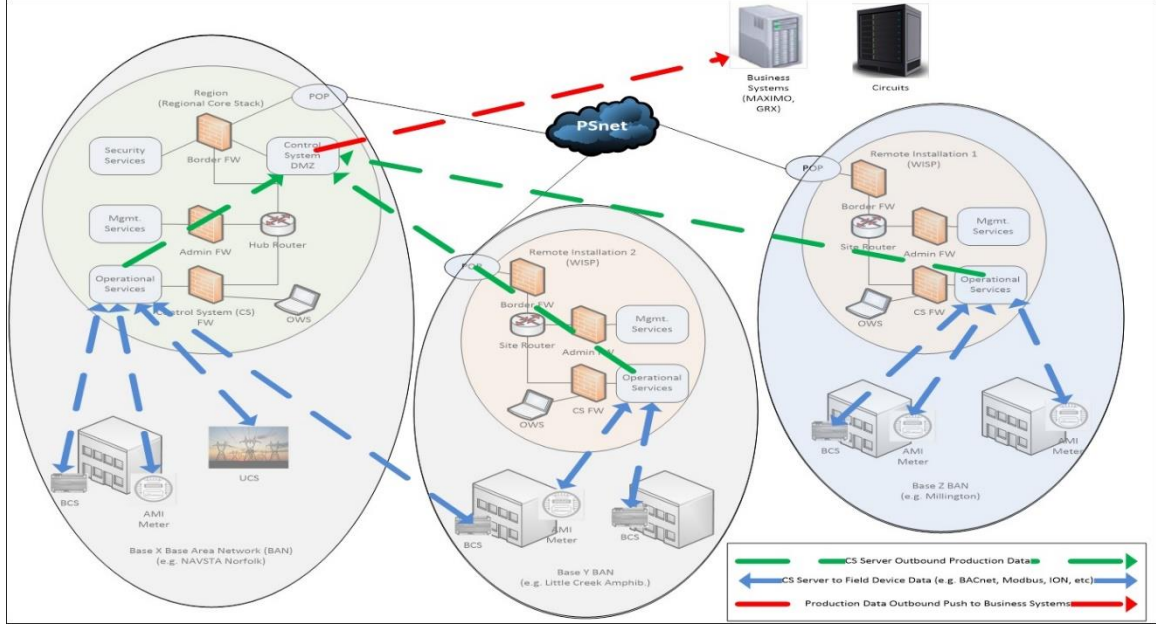 Region
(Regional Core Stack)
POP
Security
Services
Border FW
Control
System
DMZ
Mgmt.
Services
Admin FW
Hub Router
Operational
Services
Control System (CS)
FW
OWS
BCS
AMI
Meter
UCS
Base X Base Area Network (BAN)
(e.g. NAVSTA Norfolk)
PSnet
Business
Systems
(MAXIMO,
GRX)
Circuits
POP
Remote Installation 2
(WISP)
Border FW
Site Router
Admin FW
Mgmt.
Services
Operational
Services
CS FW
OWS
BCS
AMI
Meter
BCS
Base Y BAN
(e.g. Little Creek Amphib.)
POP
Remote Installation 1
(WISP)
Border FW
Site Router
Admin FW
Mgmt.
Services
Operational
Services
CS FW
OWS
BCS
AMI
Meter
AMI
Meter
Base Z BAN
(e.g. Millington)
CS Server Outbound Production Data
CS Server to Field Device Data (e.g. BACnet, Modbus, ION, etc)
Production Data Outbound Push to Business Systems